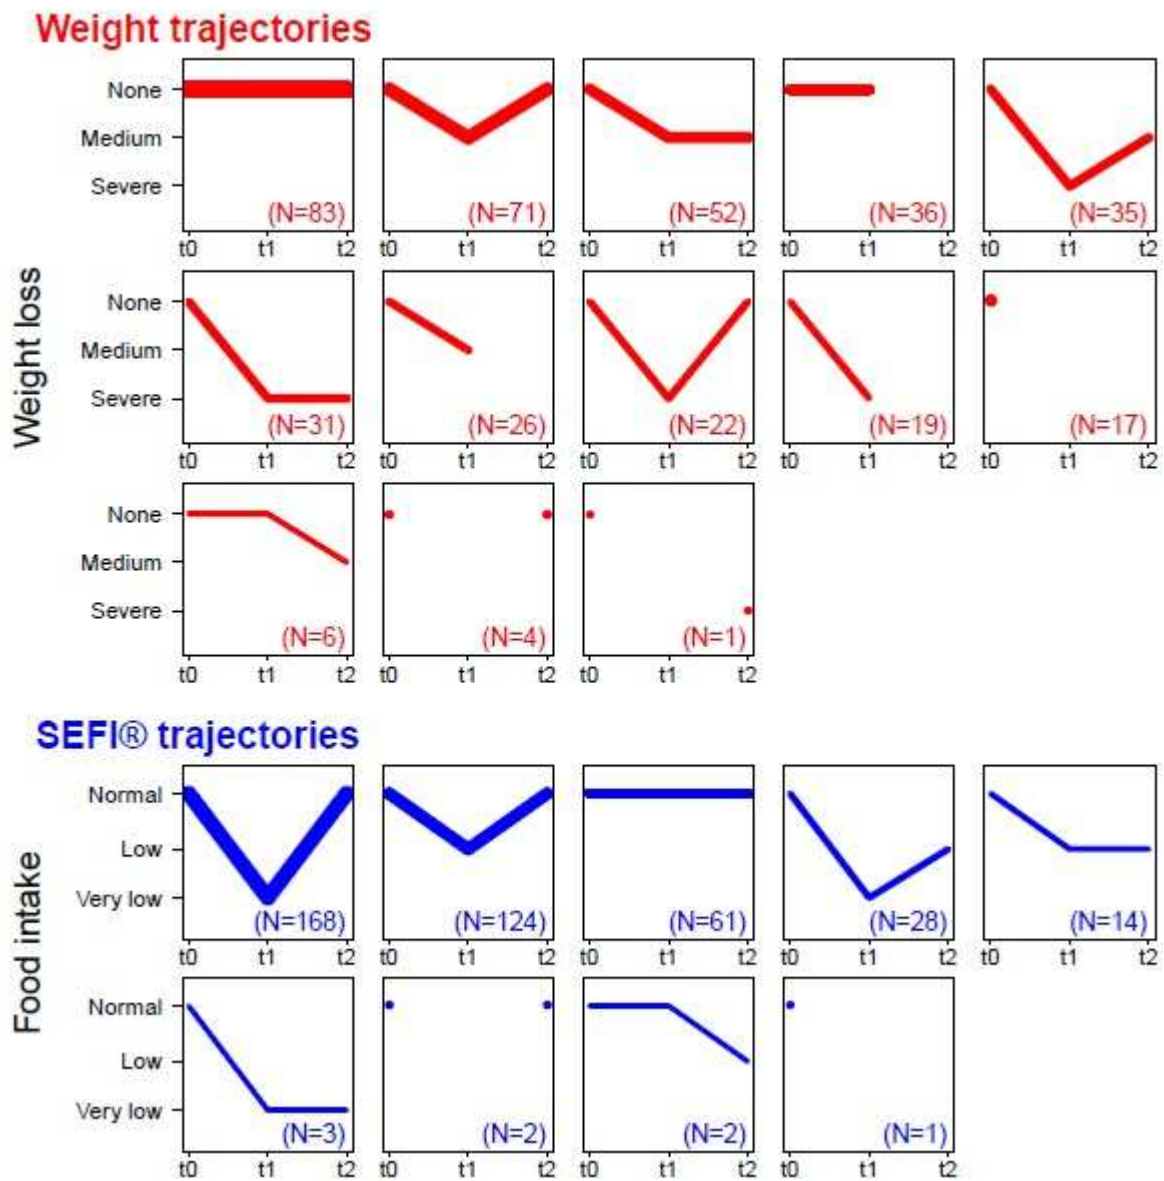 Weight trajectories
Weight loss
None
Medium
Severe
(N=83) (N=71) (N=52) (N=36) (N=35)
t0 t1 t2 t0 t1 t2 t0 t1 t2 t0 t1 t2 t0 t1 t2
None
Medium
Severe
(N=31) (N=26) (N=22) (N=19) (N=17)
t0 t1 t2 t0 t1 t2 t0 t1 t2 t0 t1 t2 t0 t1 t2
None
Medium
Severe
(N=6) (N=4) (N=1)
t0 t1 t2 t0 t1 t2 t0 t1 t2
SEFI® trajectories
Food intake
Normal
Low
Very low
(N=168) (N=124) (N=61) (N=28) (N=14)
t0 t1 t2 t0 t1 t2 t0 t1 t2 t0 t1 t2 t0 t1 t2
Normal
Low
Very low
(N=3) (N=2) (N=2) (N=1)
t0 t1 t2 t0 t1 t2 t0 t1 t2 t0 t1 t2